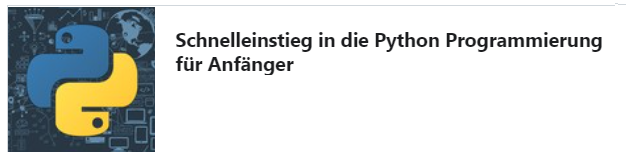 Schnelleinstieg in die Python Programmierung
für Anfänger